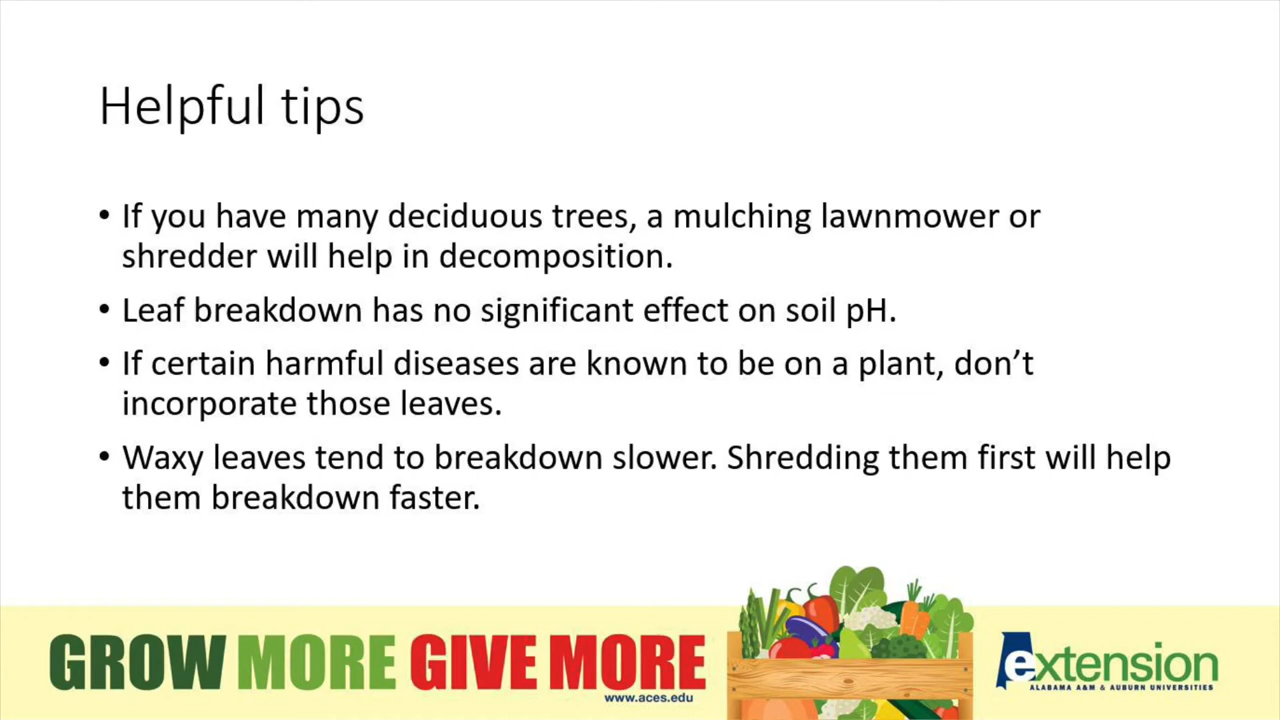 Helpful tips
• If you have many deciduous trees, a mulching lawnmower or
shredder will help in decomposition.
• Leaf breakdown has no significant effect on soil pH.
• If certain harmful diseases are known to be on a plant, don’t
incorporate those leaves.
• Waxy leaves tend to breakdown slower. Shredding them first will help
them breakdown faster.
GROW MORE GIVE MORE
www.aces.edu
extension
ALABAMA A&M & AUBURN UNIVERSITIES